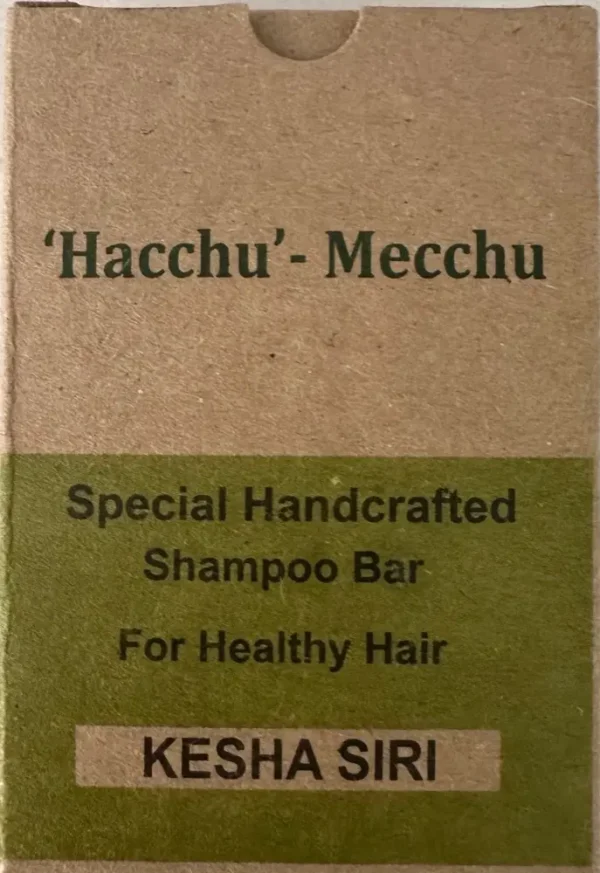 ‘Hacchu’- Mecchu
Special Handcrafted
Shampoo Bar
For Healthy Hair
KESHA SIRI